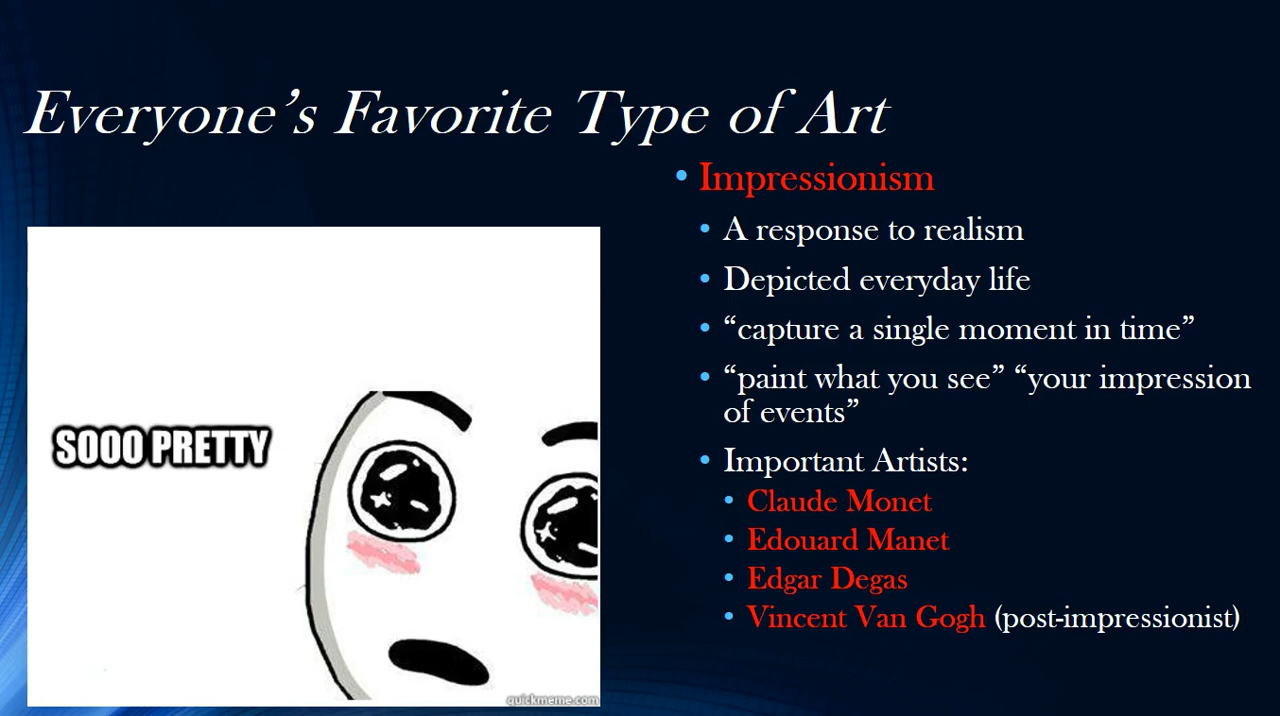 Everyone’s Favorite Type of Art
SOOO PRETTY
quickmeme.com
Impressionism
A response to realism
Depicted everyday life
“capture a single moment in time”
“paint what you see” “your impression
of events”
Important Artists:
Claude Monet
Edouard Manet
Edgar Degas
Vincent Van Gogh (post-impressionist)